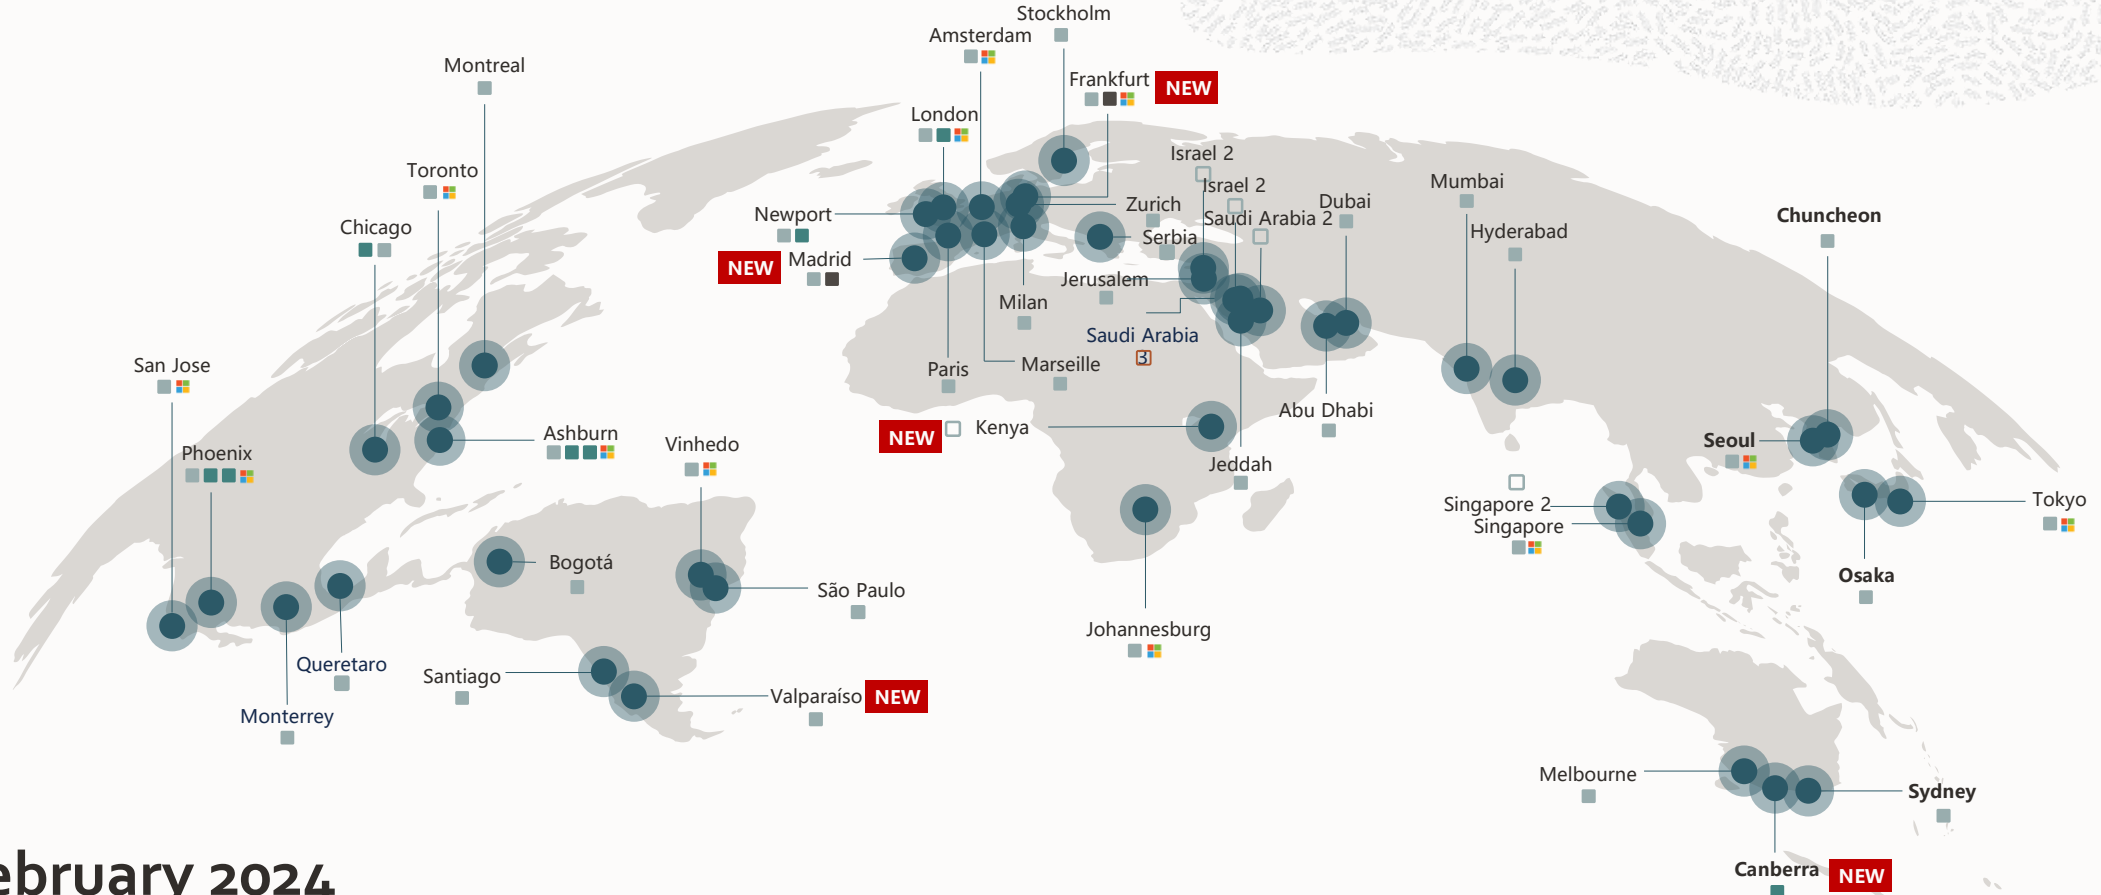 Stockholm
Amsterdam
Montreal
Frankfurt NEW
London
Israel 2
Toronto
Israel 2
Mumbai
Zurich
Dubai
Newport
Saudi Arabia 2
Chuncheon
Chicago
Serbia
Hyderabad
NEW Madrid
Jerusalem
Milan
Saudi Arabia
3
San Jose
Paris
Marseille
Abu Dhabi
NEW Kenya
Ashburn
Vinhedo
Seoul
Phoenix
Jeddah
Singapore 2
Tokyo
Singapore
Bogotá
Osaka
São Paulo
Johannesburg
Queretaro
Santiago
Valparaíso NEW
Monterrey
Melbourne
Sydney
Canberra NEW
ebruary 2024